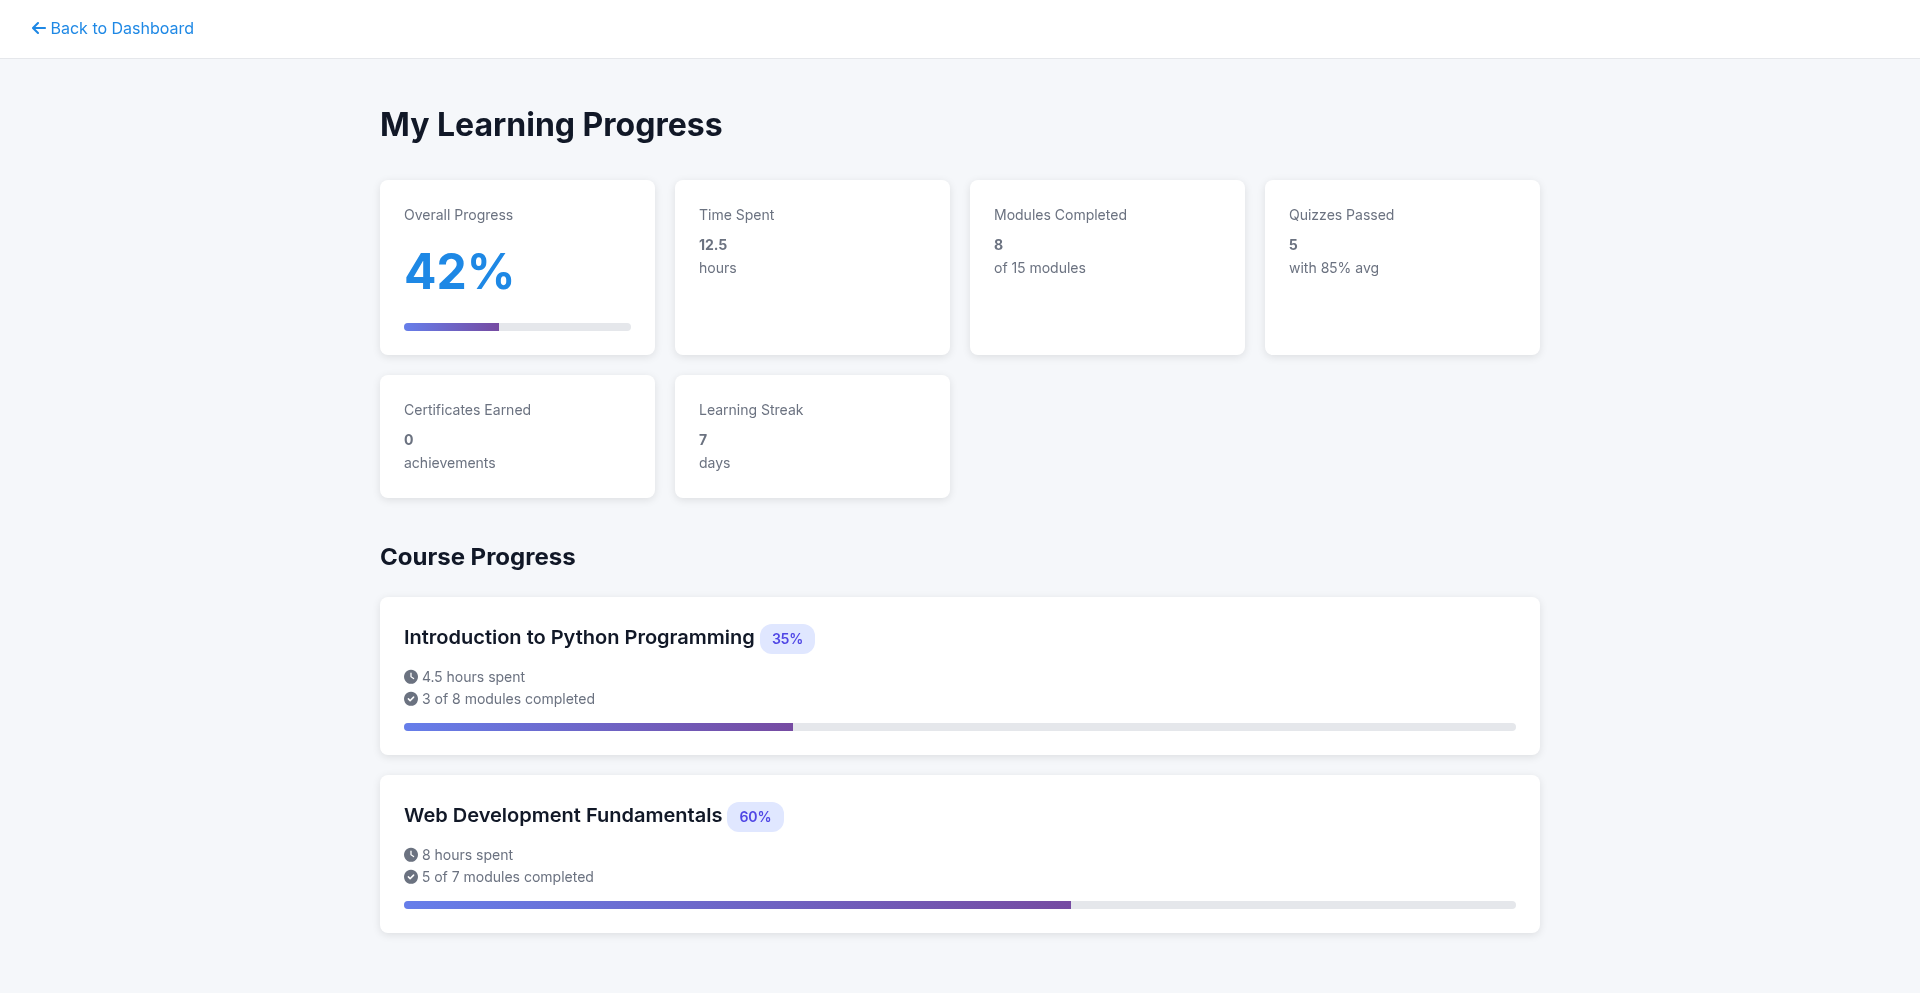 Back to Dashboard
My Learning Progress
Overall Progress
42%
Time Spent
12.5
hours
Modules Completed
8
of 15 modules
Quizzes Passed
5
with 85% avg
Certificates Earned
0
achievements
Learning Streak
7
days
Course Progress
Introduction to Python Programming 35%
4.5 hours spent
3 of 8 modules completed
Web Development Fundamentals 60%
8 hours spent
5 of 7 modules completed